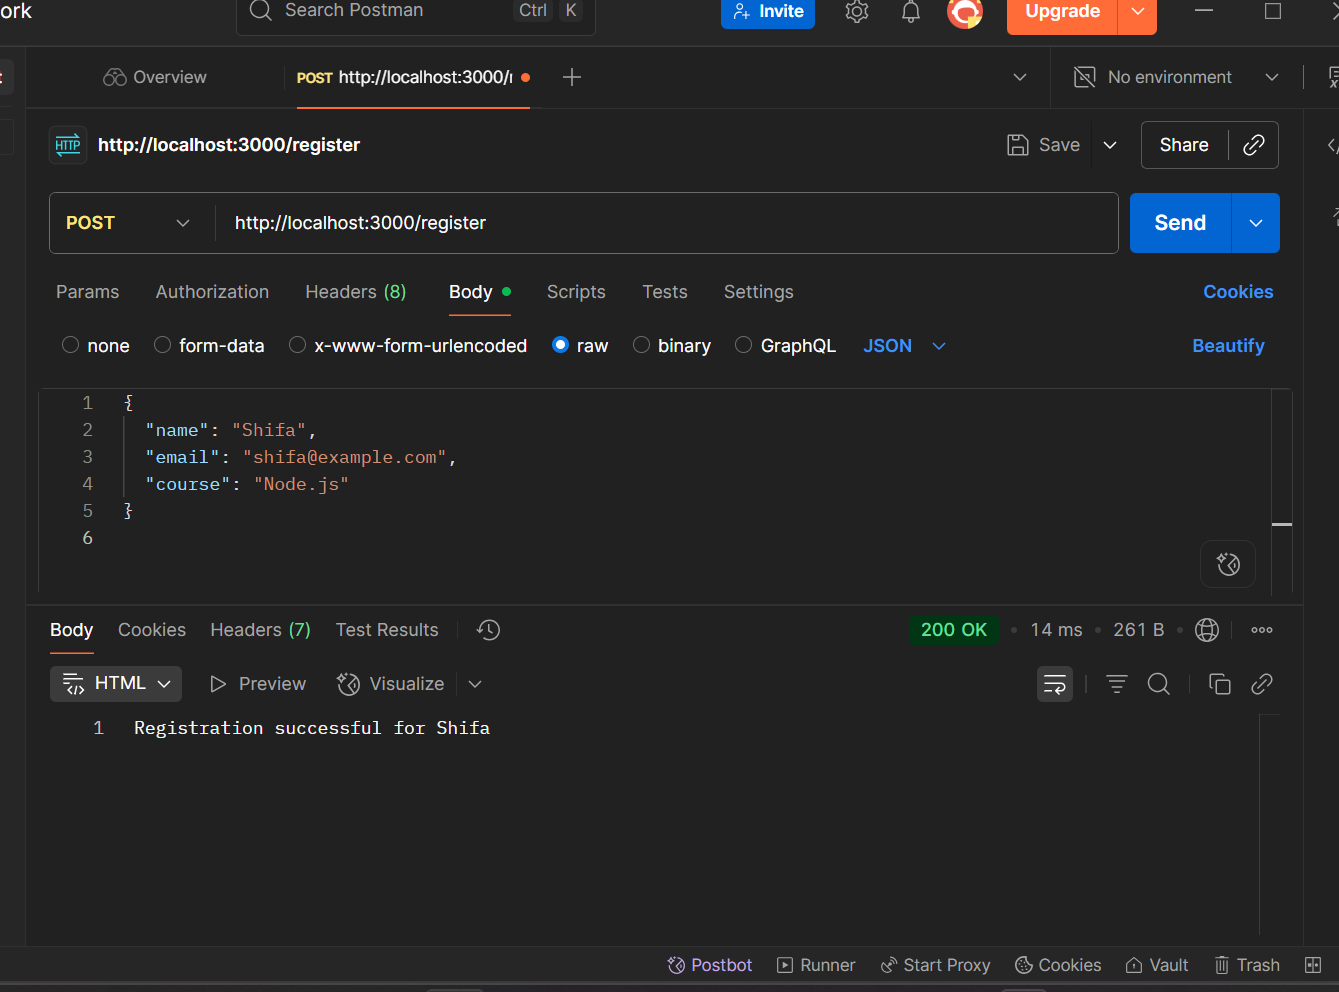 ork
Search Postman Ctrl K
Invite
Upgrade
Overview
POST http://localhost:3000/r
No environment
HTTP http://localhost:3000/register
Save
Share
POST http://localhost:3000/register
Send
Params Authorization Headers (8) Body Scripts Tests Settings Cookies
none form-data x-www-form-urlencoded raw binary GraphQL JSON Beautify
1 {
2 "name": "Shifa",
3 "email": "shifa@example.com",
4 "course": "Node.js"
5 }
6
Body Cookies Headers (7) Test Results 200 OK • 14 ms • 261 B •
HTML Preview Visualize
1 Registration successful for Shifa
Postbot Runner Start Proxy Cookies Vault Trash